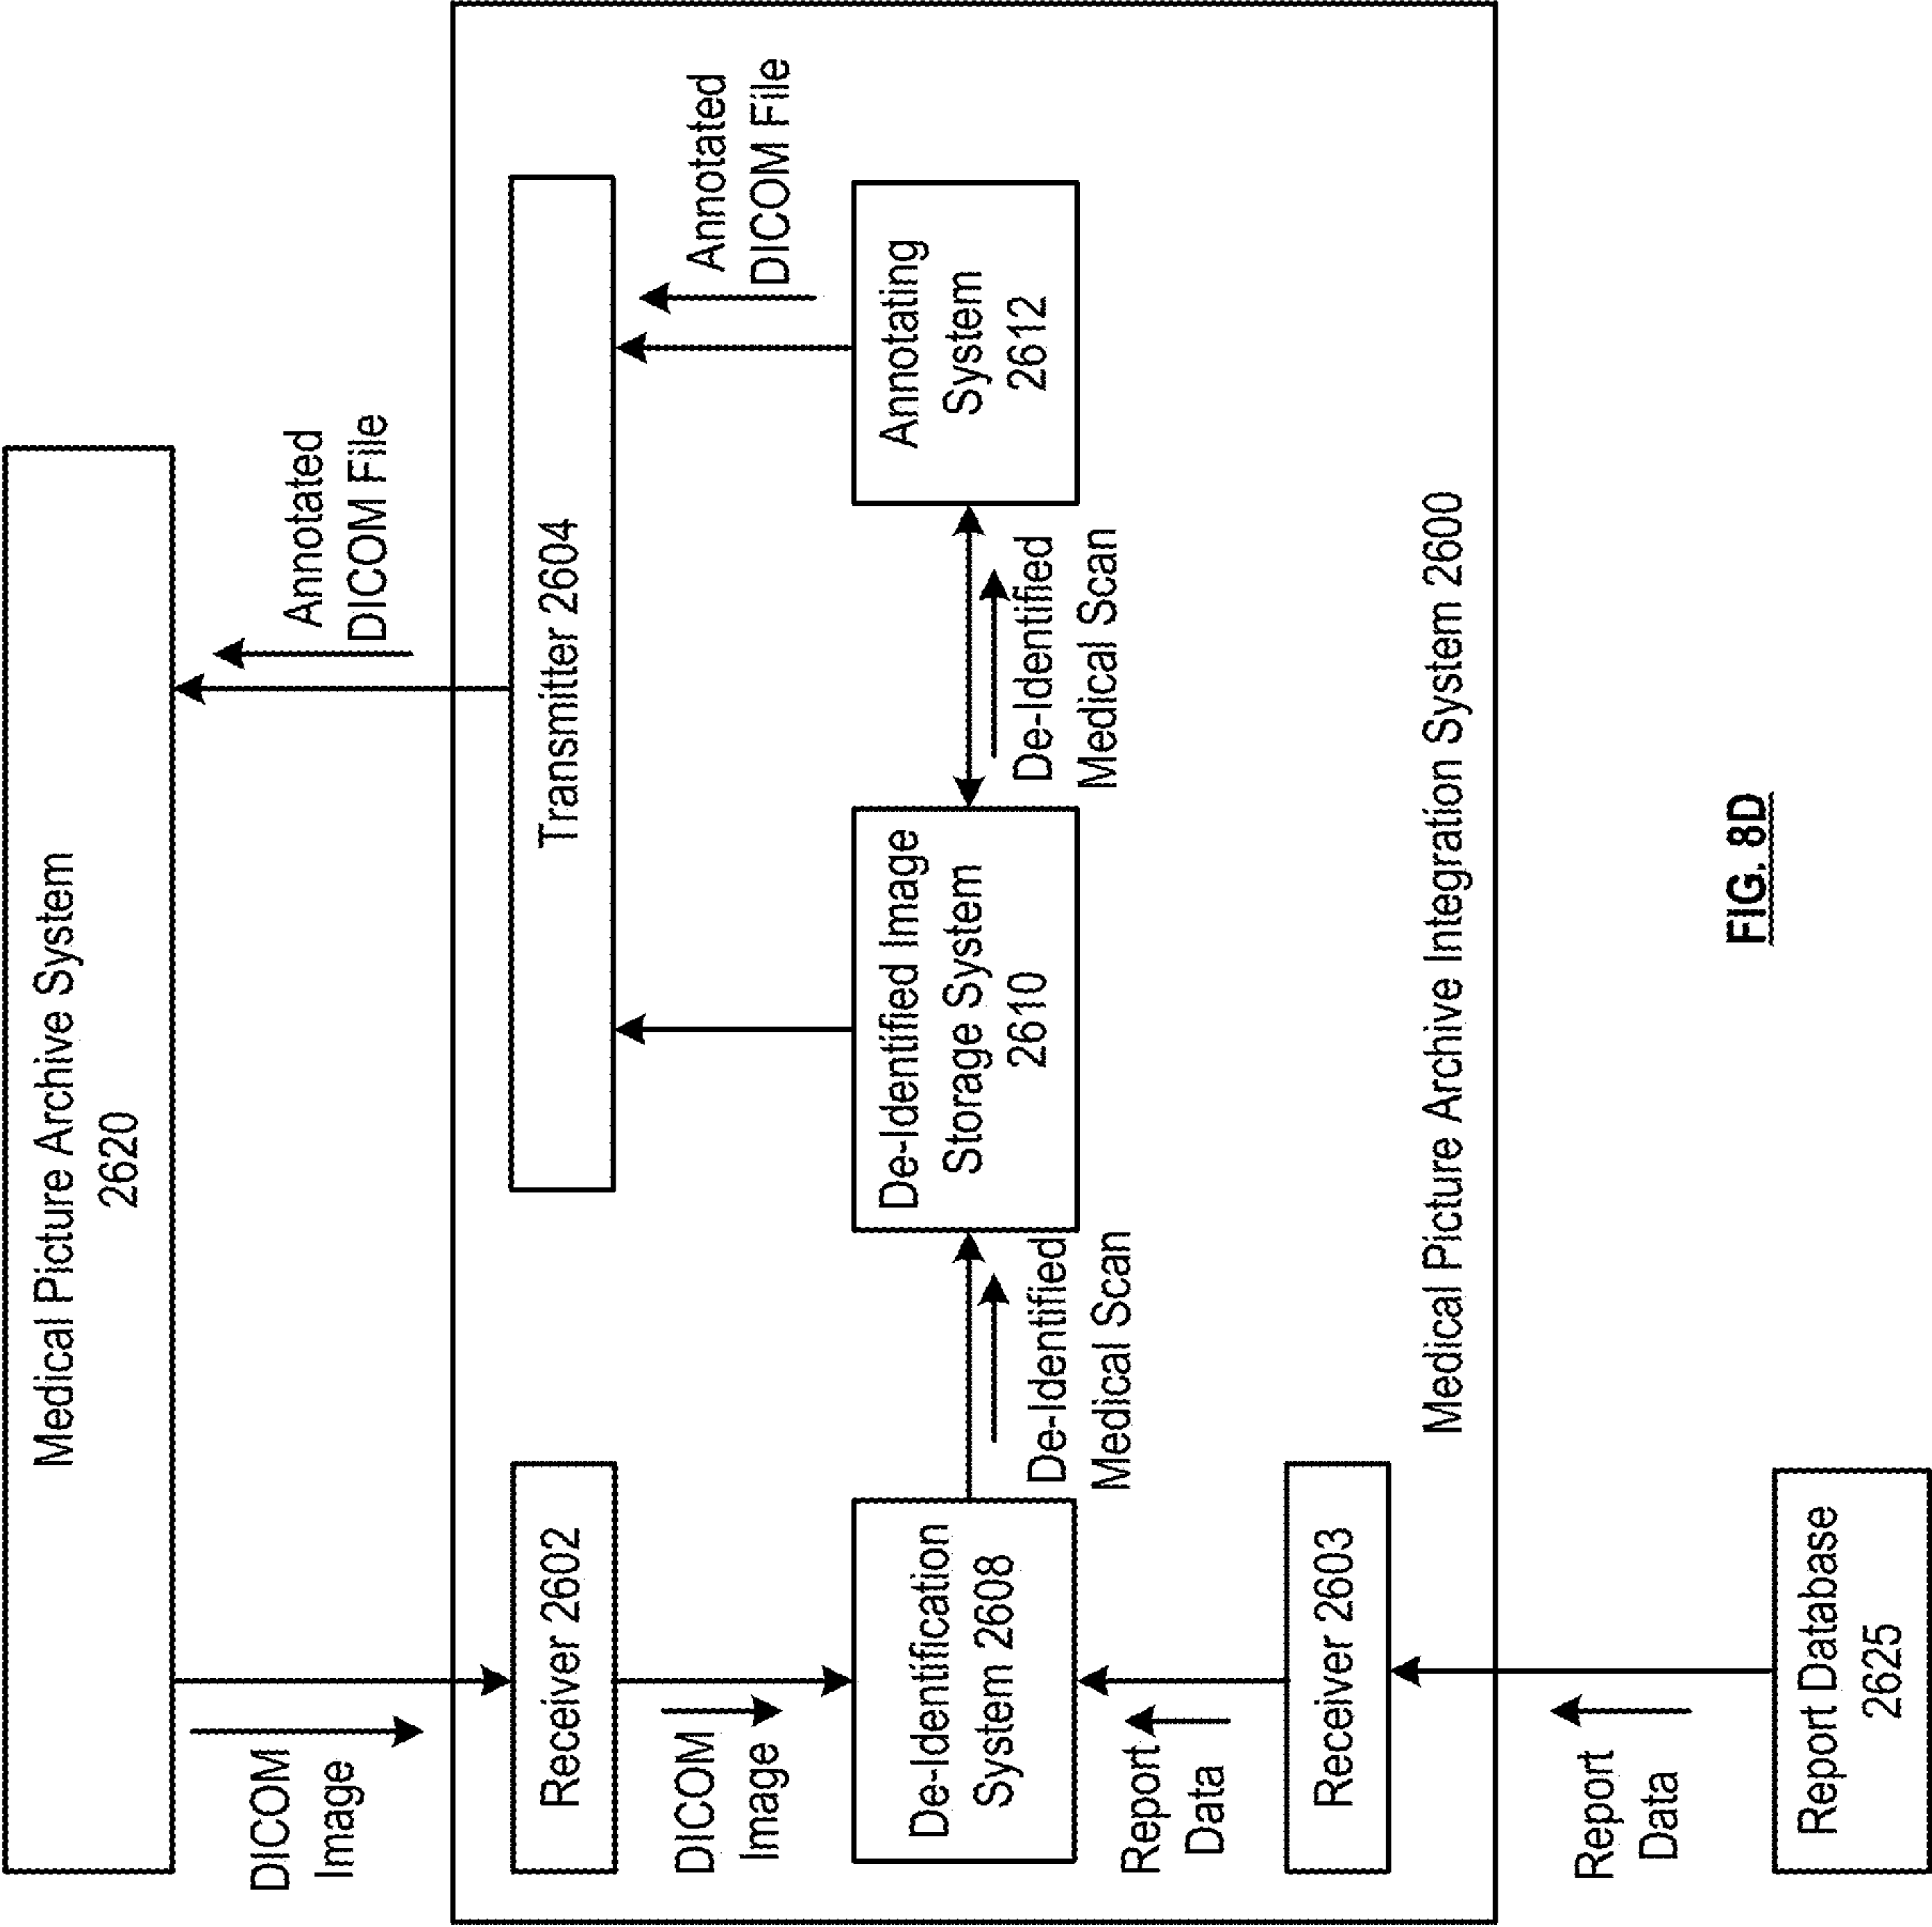 Medical Picture Archive System
2620
DICOM
Image
Annotated
DICOM File
Receiver 2602
Transmitter 2604
DICOM
Image
Annotated
DICOM File
De-Identification
System 2608
De-Identified
Medical Scan
De-Identified Image
Storage System
2610
De-Identified
Medical Scan
Annotating
System
2612
Report
Data
Receiver 2603
Medical Picture Archive Integration System 2600
Report
Data
Report Database
2625
FIG. 8D